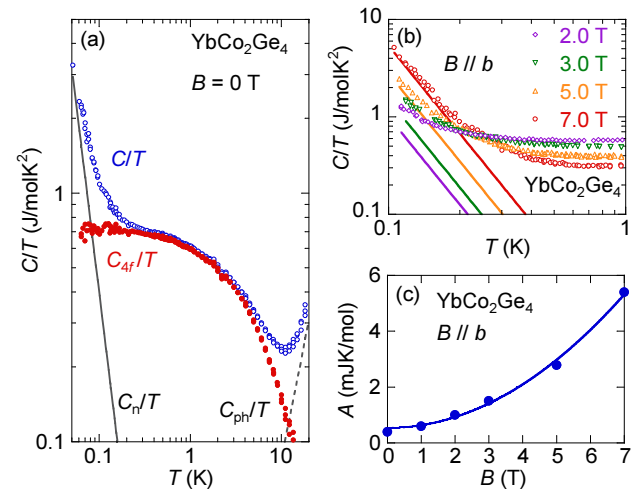 (a)
YbCo₂Ge₄
B = 0 T
C/T
C₄f/T
Cₙ/T
Cₚₕ/T
C/T (J/molK²)
1
0.1
0.1
1
10
T (K)
(b)
B // b
2.0 T
3.0 T
5.0 T
7.0 T
YbCo₂Ge₄
C/T (J/molK²)
10
1
0.1
0.1
1
T (K)
(c)
YbCo₂Ge₄
B // b
A (mJK/mol)
6
4
2
0
0 1 2 3 4 5 6 7
B (T)